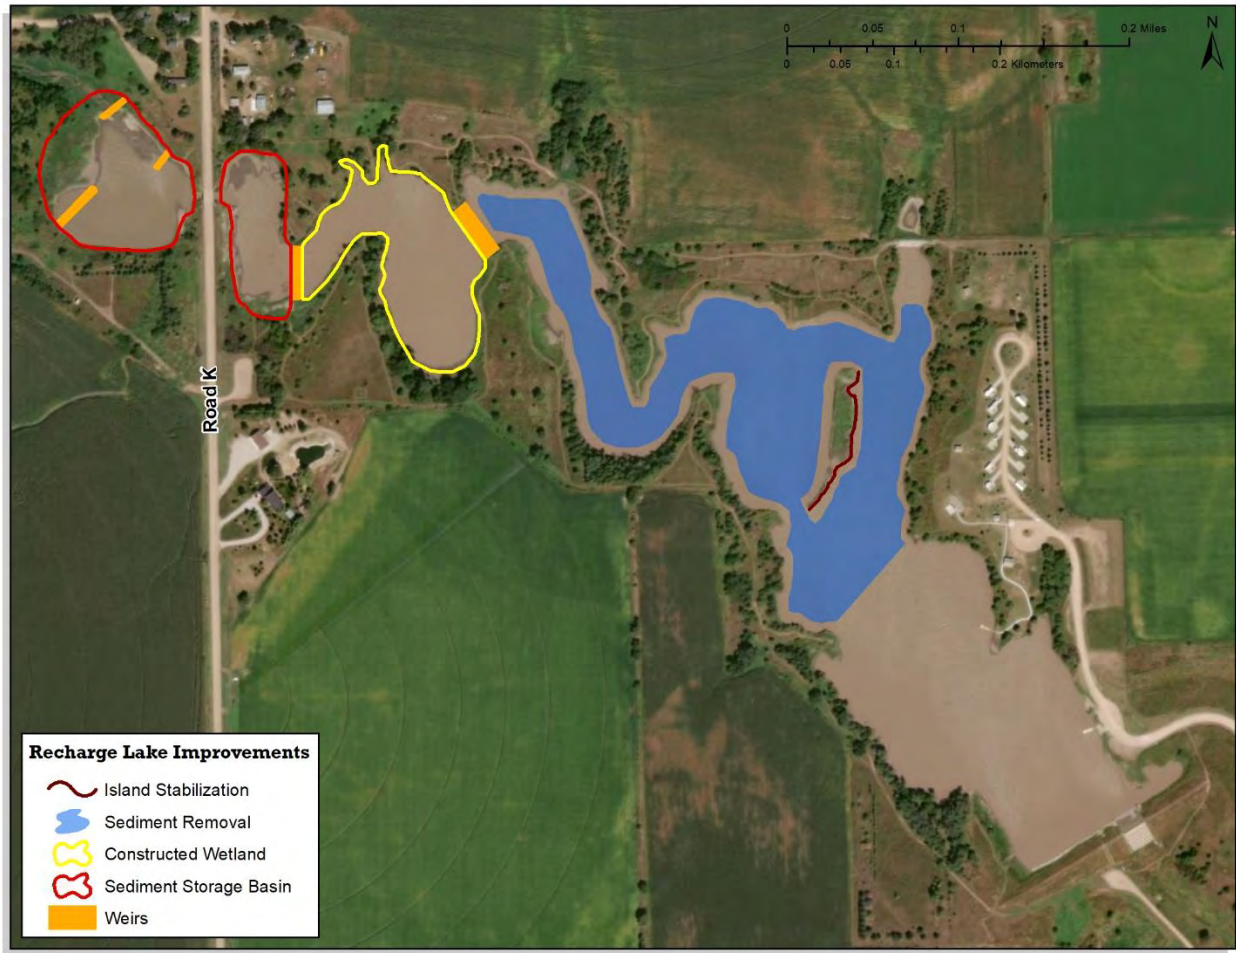 N
0 0.05 0.1 0.2 Miles
0 0.05 0.1 0.2 Kilometers
Road K
Recharge Lake Improvements
Island Stabilization
Sediment Removal
Constructed Wetland
Sediment Storage Basin
Weirs